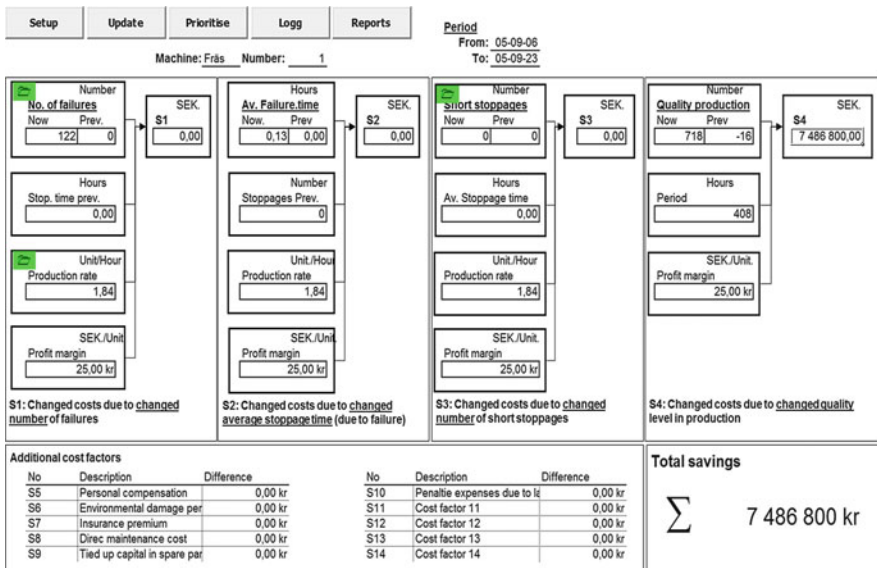 Setup Update Prioritise Logg Reports
Period
From: 05-09-06
Machine: Fräs Number: 1 To: 05-09-23
Number
No. of failures
Now Prev.
122 0
SEK.
S1
0,00
Hours
Stop. time prev.
0,00
Unit/Hour
Production rate
1,84
SEK./Unit
Profit margin
25,00 kr
S1: Changed costs due to changed
number of failures
Hours
Av. Failure.time
Now. Prev
0,13 0,00
SEK.
S2
0,00
Number
Stoppages Prev.
0
Unit./Hour
Production rate
1,84
SEK./Unit
Profit margin
25,00 kr
S2: Changed costs due to changed
average stoppage time (due to failure)
Number
Short stoppages
Now Prev
0 0
SEK.
S3
0,00
Hours
Av. Stoppage time
0,00
Unit./Hour
Production rate
1,84
SEK./Unit.
Profit margin
25,00 kr
S3: Changed costs due to changed
number of short stoppages
Number
Quality production
Now Prev
718 -16
SEK.
S4
7 486 800,00
Hours
Period
408
SEK./Unit.
Profit margin
25,00 kr
S4: Changed costs due to changed quality
level in production
Additional cost factors
No Description Difference
S5 Personal compensation 0,00 kr
S6 Environmental damage per 0,00 kr
S7 Insurance premium 0,00 kr
S8 Direc maintenance cost 0,00 kr
S9 Tied up capital in spare par 0,00 kr
No Description Difference
S10 Penaltie expenses due to la 0,00 kr
S11 Cost factor 11 0,00 kr
S12 Cost factor 12 0,00 kr
S13 Cost factor 13 0,00 kr
S14 Cost factor 14 0,00 kr
Total savings
∑ 7 486 800 kr